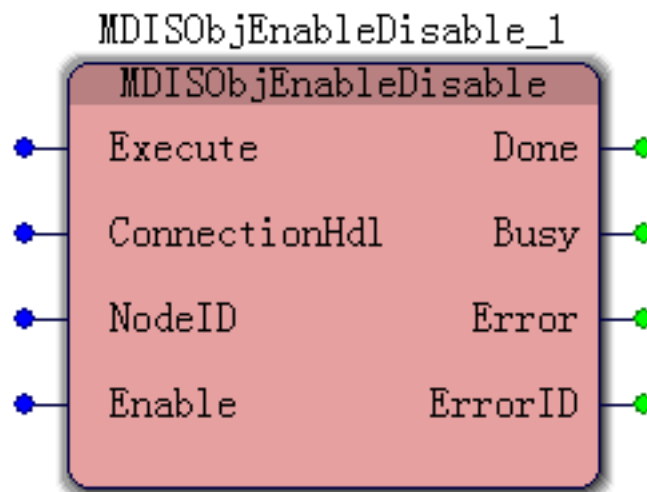 MDISObjEnableDisable_1
MDISObjEnableDisable
Execute Done
ConnectionHdl Busy
NodeID Error
Enable ErrorID